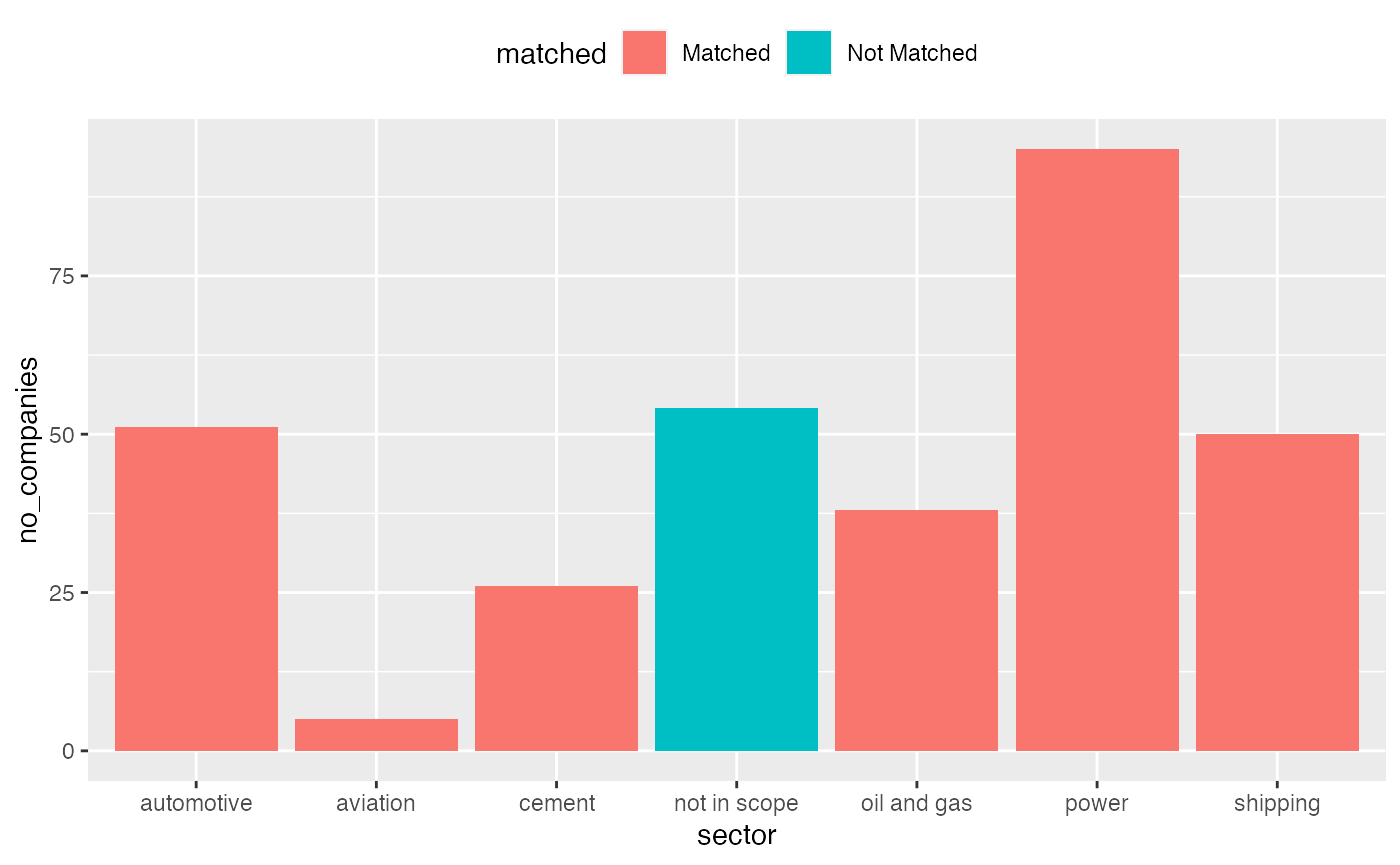 matched Matched Not Matched
no_companies
75
50
25
0
automotive aviation cement not in scope oil and gas power shipping
sector